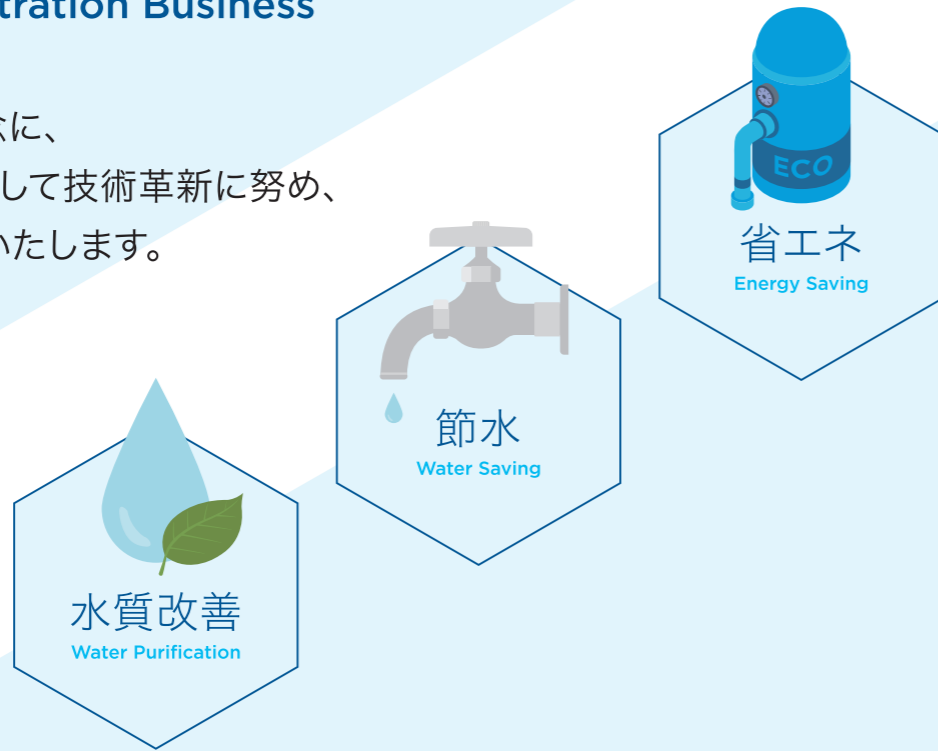 tration Business
念に、
して技術革新に努め、
いたします。
ECO
省エネ
Energy Saving
節水
Water Saving
水質改善
Water Purification